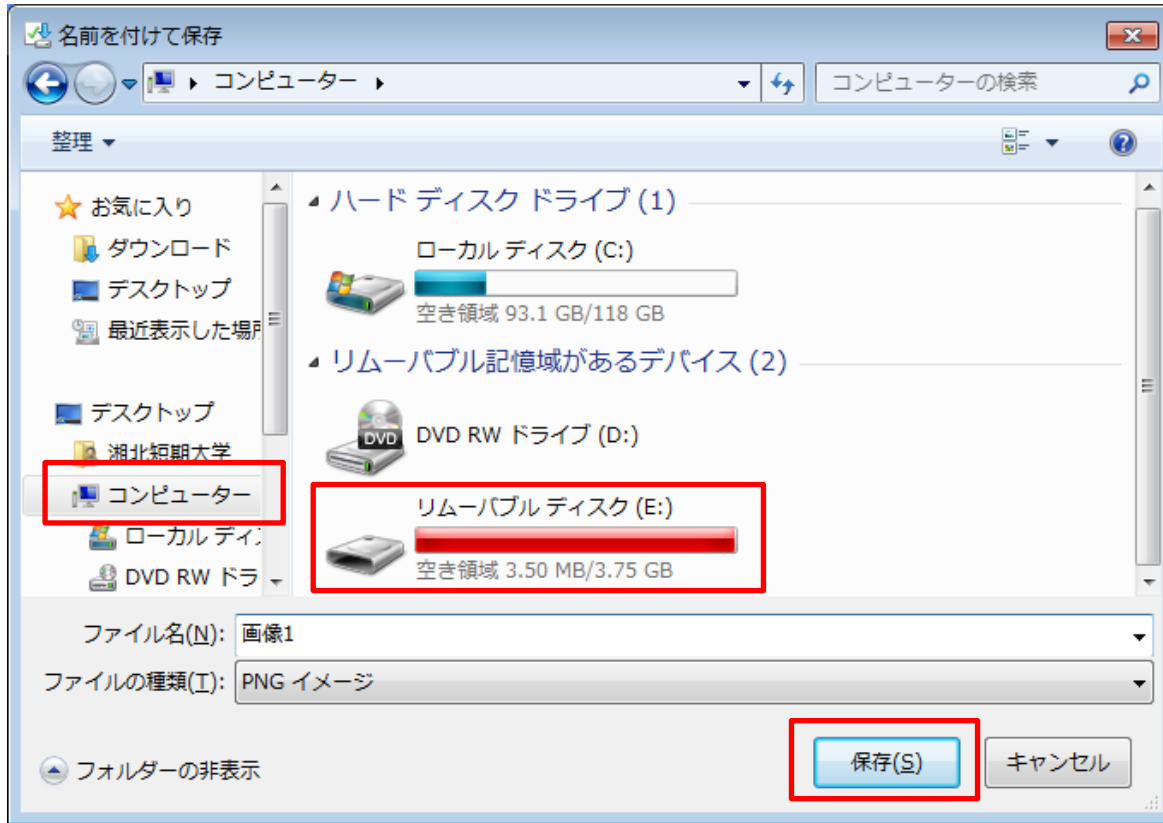 名前を付けて保存
コンピューター
コンピューターの検索
整理
お気に入り
ダウンロード
デスクトップ
最近表示した場所
デスクトップ
湘北短期大学
コンピューター
ローカル ディ
DVD RW ドラ
ハード ディスク ドライブ (1)
ローカル ディスク (C:)
空き領域 93.1 GB/118 GB
リムーバブル記憶域があるデバイス (2)
DVD
DVD RW ドライブ (D:)
リムーバブル ディスク (E:)
空き領域 3.50 MB/3.75 GB
ファイル名(N): 画像1
ファイルの種類(T): PNG イメージ
フォルダーの非表示
保存(S)
キャンセル